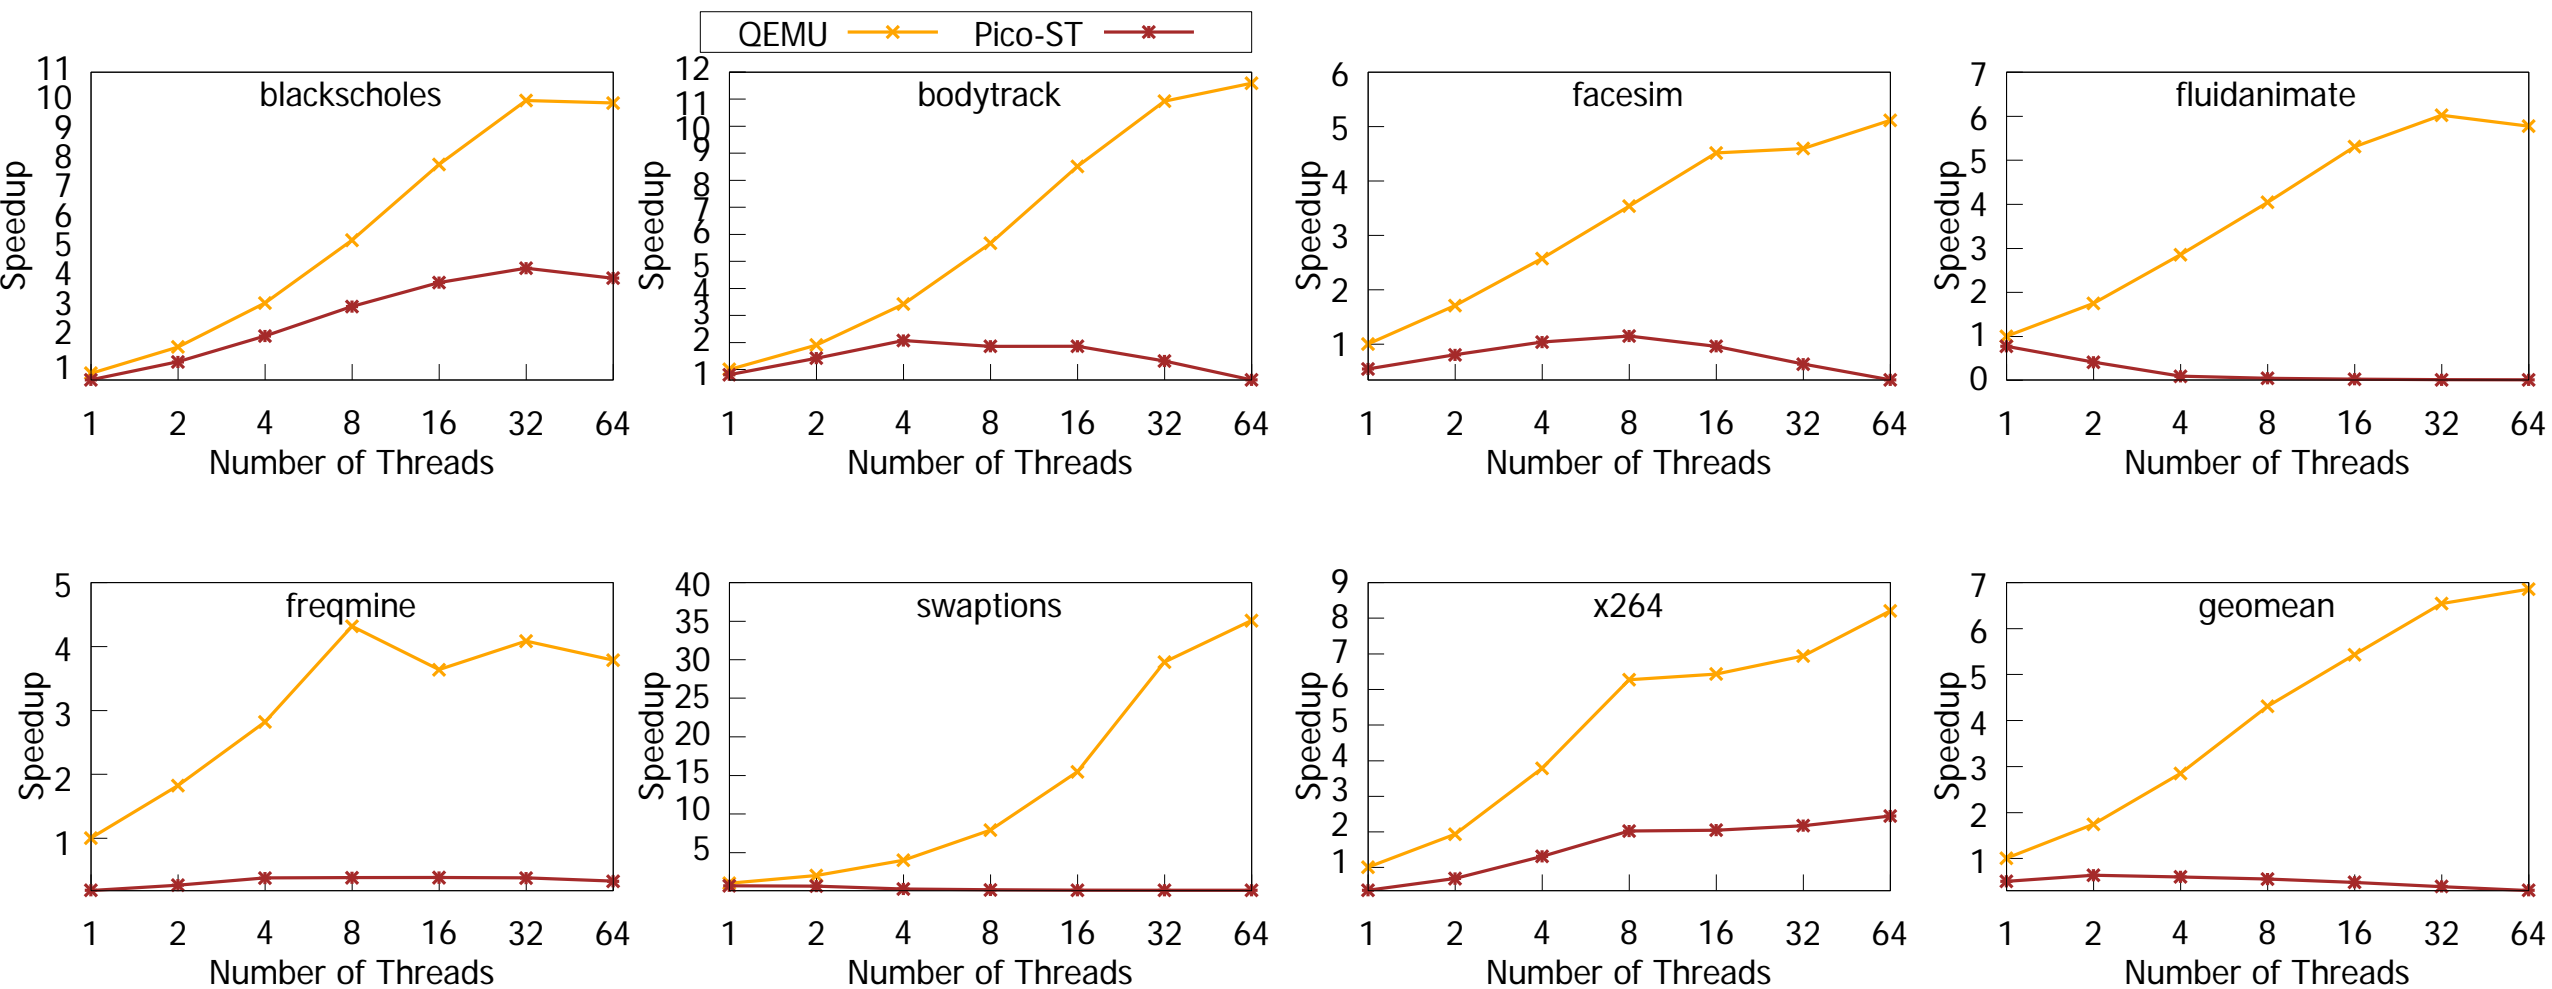 QEMU Pico-ST
blackscholes
Speedup
11
10
9
8
7
6
5
4
3
2
1
1 2 4 8 16 32 64
Number of Threads
bodytrack
Speedup
12
11
10
9
8
7
6
5
4
3
2
1
1 2 4 8 16 32 64
Number of Threads
facesim
Speedup
6
5
4
3
2
1
1 2 4 8 16 32 64
Number of Threads
fluidanimate
Speedup
7
6
5
4
3
2
1
0
1 2 4 8 16 32 64
Number of Threads
freqmine
Speedup
5
4
3
2
1
1 2 4 8 16 32 64
Number of Threads
swaptions
Speedup
40
35
30
25
20
15
10
5
1 2 4 8 16 32 64
Number of Threads
x264
Speedup
9
8
7
6
5
4
3
2
1
1 2 4 8 16 32 64
Number of Threads
geomean
Speedup
7
6
5
4
3
2
1
1 2 4 8 16 32 64
Number of Threads